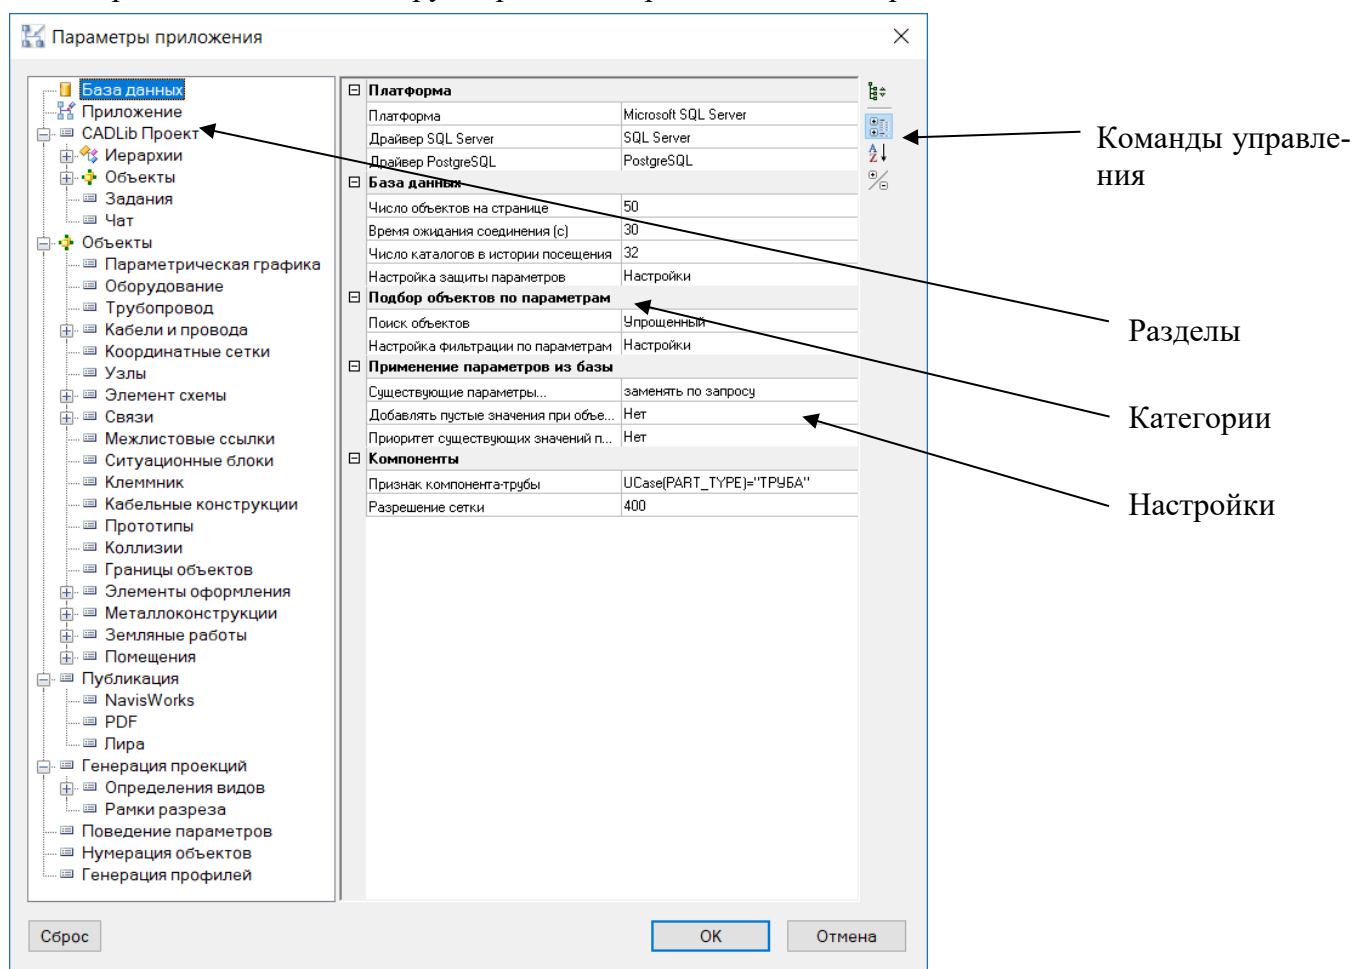 Параметры приложения
База данных
Приложение
CADLib Проект
Иерархии
Объекты
Задания
Чат
Объекты
Параметрическая графика
Оборудование
Трубопровод
Кабели и провода
Координатные сетки
Узлы
Элемент схемы
Связи
Межлистовые ссылки
Ситуационные блоки
Клеммник
Кабельные конструкции
Прототипы
Коллизии
Границы объектов
Элементы оформления
Металлоконструкции
Земляные работы
Помещения
Публикация
NavisWorks
PDF
Лира
Генерация проекций
Определения видов
Рамки разреза
Поведение параметров
Нумерация объектов
Генерация профилей
Платформа
Платформа Microsoft SQL Server
Драйвер SQL Server SQL Server
Драйвер PostgreSQL PostgreSQL
База данных
Число объектов на странице 50
Время ожидания соединения (с) 30
Число каталогов в истории посещения 32
Настройка защиты параметров Настройки
Подбор объектов по параметрам
Поиск объектов Упрощенный
Настройка фильтрации по параметрам Настройки
Применение параметров из базы
Существующие параметры... заменять по запросу
Добавлять пустые значения при объе... Нет
Приоритет существующих значений п... Нет
Компоненты
Признак компонента-трубы UCase(PART_TYPE)="ТРУБА"
Разрешение сетки 400
Команды управле-
ния
Разделы
Категории
Настройки
Сброс
OK
Отмена